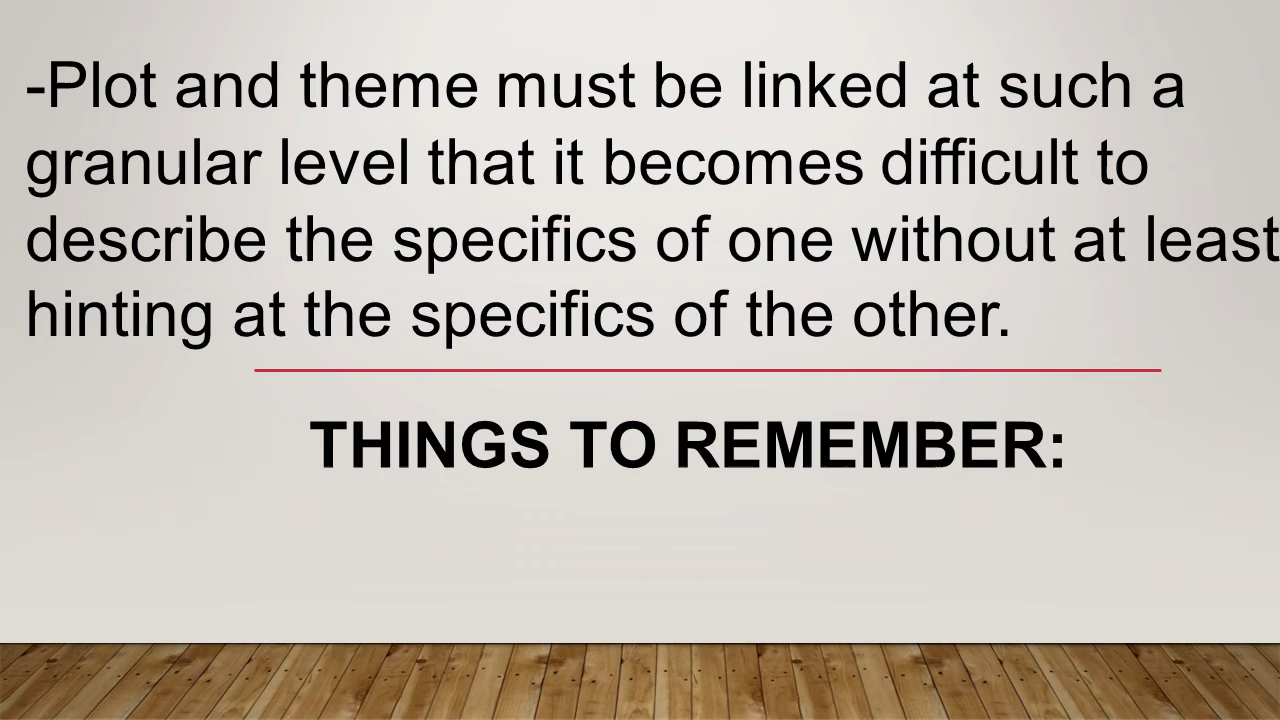 -Plot and theme must be linked at such a
granular level that it becomes difficult to
describe the specifics of one without at least
hinting at the specifics of the other.
THINGS TO REMEMBER: